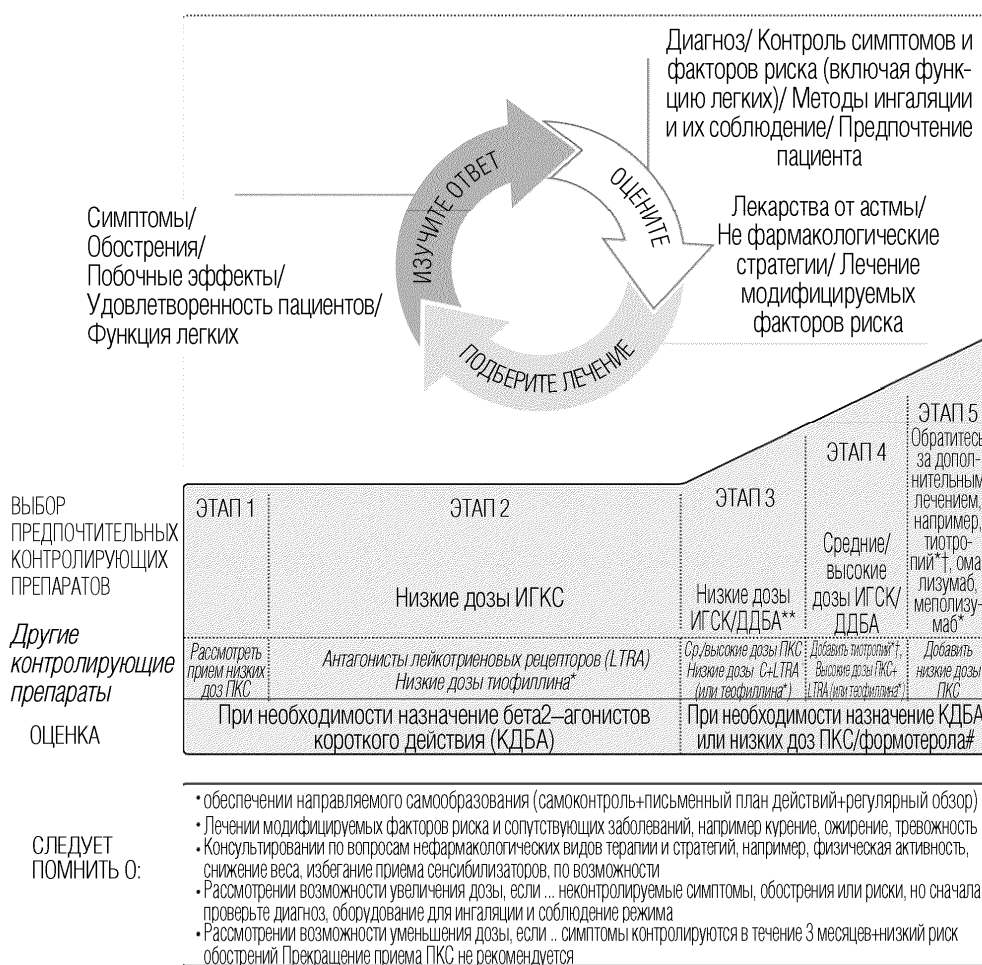 Диагноз/ Контроль симптомов и
факторов риска (включая функ-
цию легких)/ Методы ингаляции
и их соблюдение/ Предпочтение
пациента
ИЗУЧИТЕ ОТВЕТ
ОЦЕНИТЕ
ПОДБЕРИТЕ ЛЕЧЕНИЕ
Симптомы/
Обострения/
Побочные эффекты/
Удовлетворенность пациентов/
Функция легких
Лекарства от астмы/
Не фармакологические
стратегии/ Лечение
модифицируемых
факторов риска
ВЫБОР
ПРЕДПОЧТИТЕЛЬНЫХ
КОНТРОЛИРУЮЩИХ
ПРЕПАРАТОВ
ЭТАП 1
ЭТАП 2
Низкие дозы ИГКС
ЭТАП 3
Низкие дозы
ИГСК/ДДБА**
ЭТАП 4
Средние/
высокие
дозы ИГСК/
ДДБА
ЭТАП 5
Обратитесь
за допол-
нительным
лечением,
например,
тиотро-
пий*†, ома
лизумаб,
меполизу-
маб*
Другие
контролирующие
препараты
Рассмотреть
прием низких
доз ПКС
Антагонисты лейкотриеновых рецепторов (LTRA)
Низкие дозы тиофиллина*
Ср./высокие дозы ПКС
Низкие дозы С+LTRA
(или теофиллина*)
Добавить тиотропия*†,
Высокие дозы ПКС+
LTRA (или теофиллина*)
Добавить
низкие дозы
ПКС
ОЦЕНКА
При необходимости назначение бета2–агонистов
короткого действия (КДБА)
При необходимости назначение КДБА
или низких доз ПКС/формотерола#
СЛЕДУЕТ
ПОМНИТЬ О:
• обеспечении направляемого самообразования (самоконтроль+письменный план действий+регулярный обзор)
• Лечении модифицируемых факторов риска и сопутствующих заболеваний, например курение, ожирение, тревожность
• Консультировании по вопросам нефармакологических видов терапии и стратегий, например, физическая активность,
снижение веса, избегание приема сенсибилизаторов, по возможности
• Рассмотрении возможности увеличения дозы, если ... неконтролируемые симптомы, обострения или риски, но сначала
проверьте диагноз, оборудование для ингаляции и соблюдение режима
• Рассмотрении возможности уменьшения дозы, если .. симптомы контролируются в течение 3 месяцев+низкий риск
обострений Прекращение приема ПКС не рекомендуется